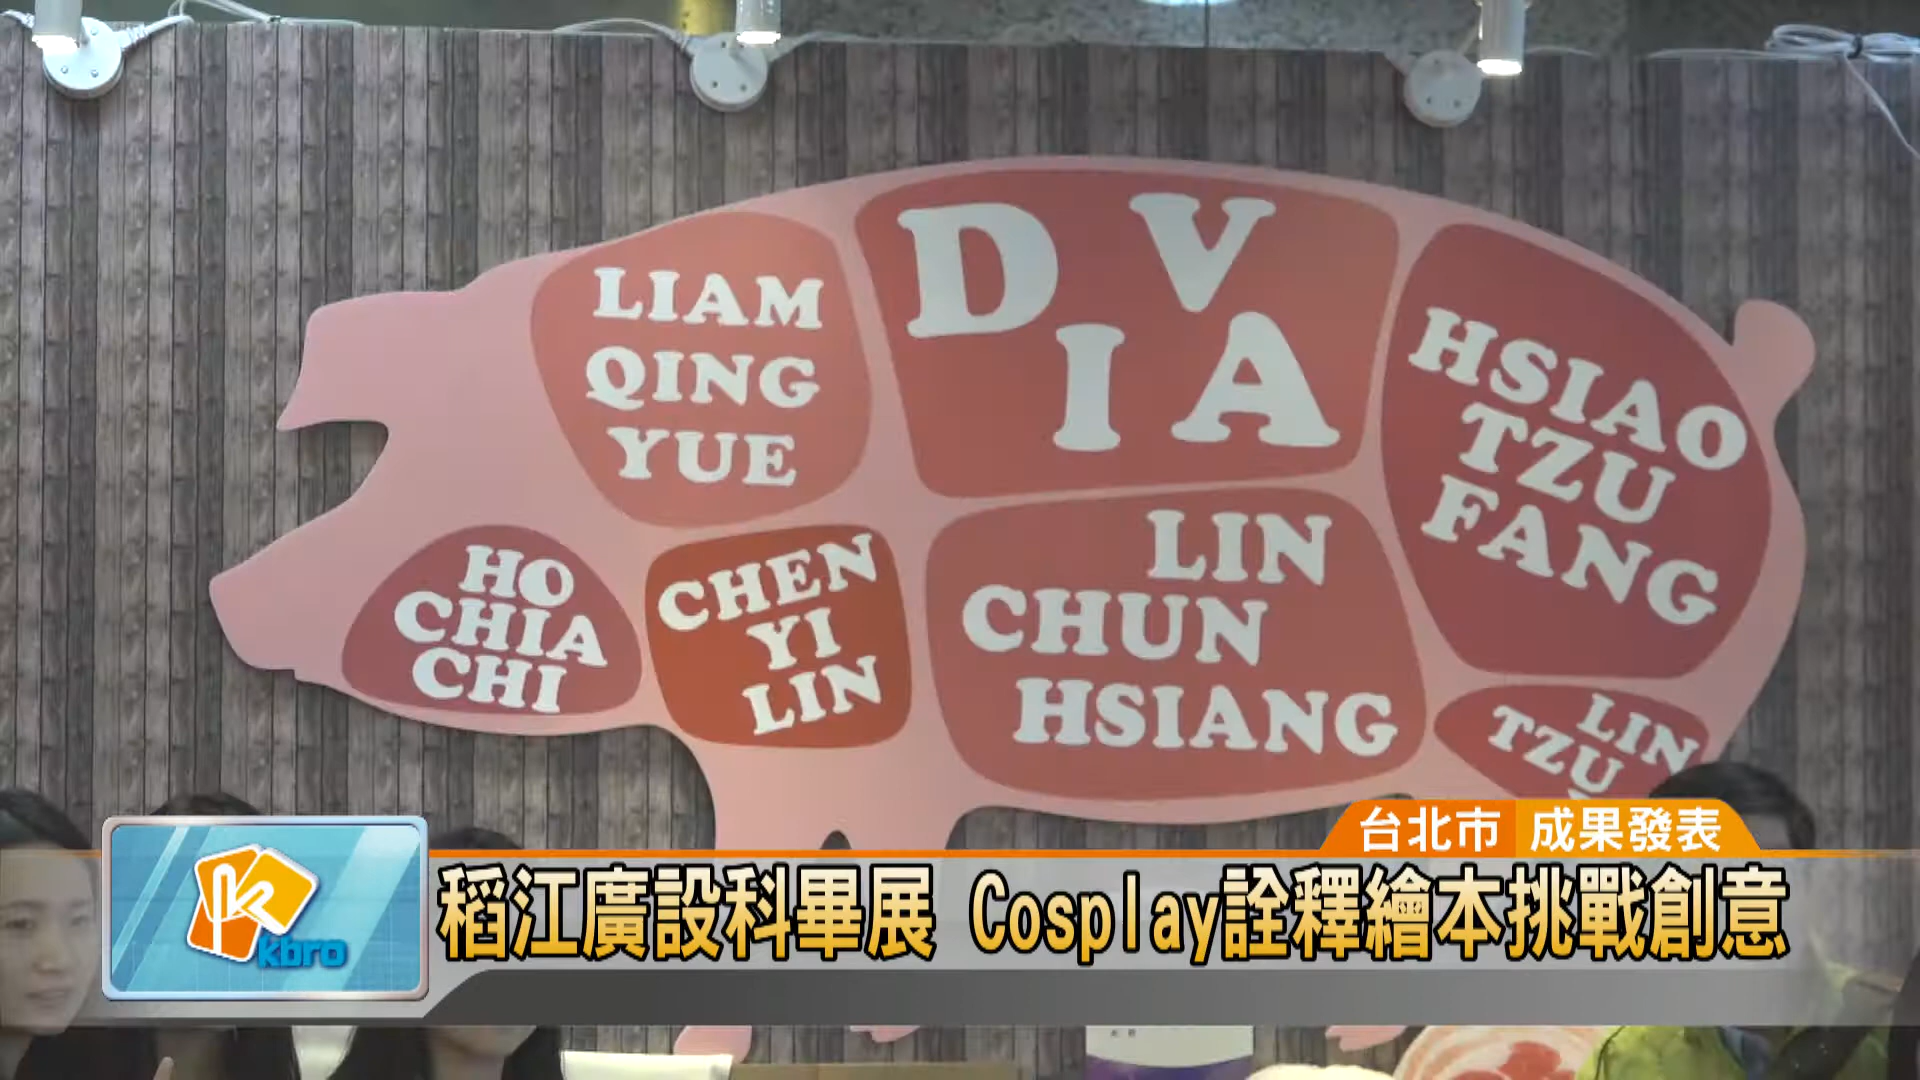 LIAM
QING
YUE
D V
I A
HSIAO
TZU
FANG
HO
CHIA
CHI
CHEN
YI
LIN
LIN
CHUN
HSIANG
LIN
TZU
台北市 成果發表
kbro
稻江廣設科畢展 Cosplay詮釋繪本挑戰創意